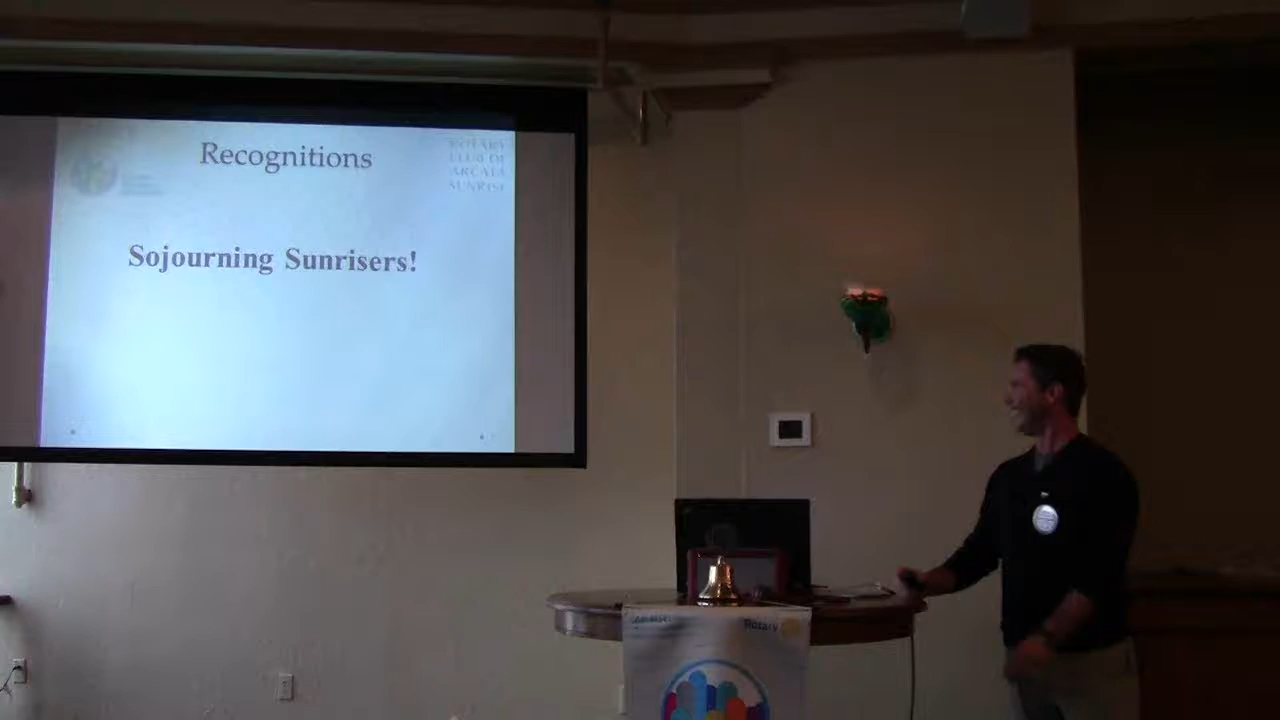 Recognitions
ROTARY
CLUB OF
ARCATA
SUNRISE
Sojourning Sunrisers!
Rotary